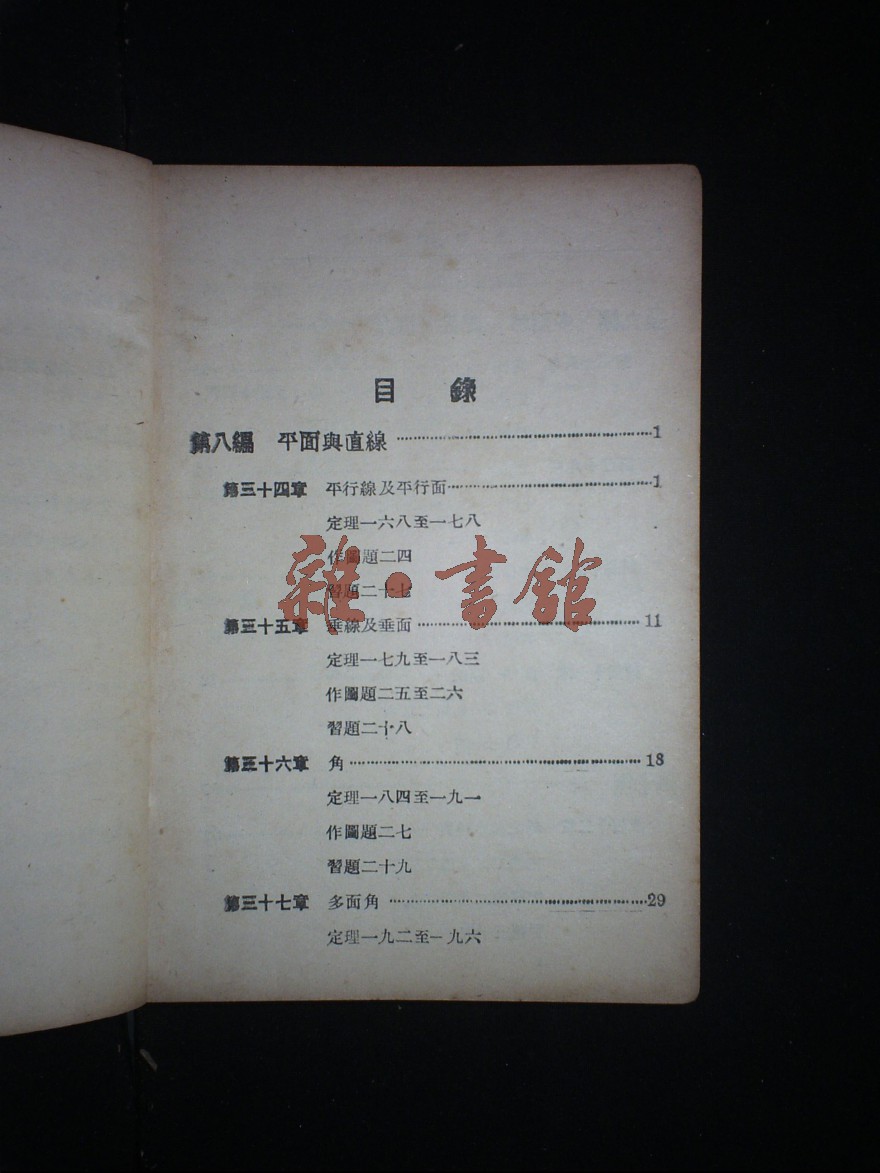 目 錄
第八編 平面與直線 1
第三十四章 平行線及平行面 1
定理一六八至一七八
作圖題二四
習題二十七
雜·書館
第三十五章 垂線及垂面 11
定理一七九至一八三
作圖題二五至二六
習題二十八
第三十六章 角 18
定理一八四至一九一
作圖題二七
習題二十九
第三十七章 多面角 29
定理一九二至一九六